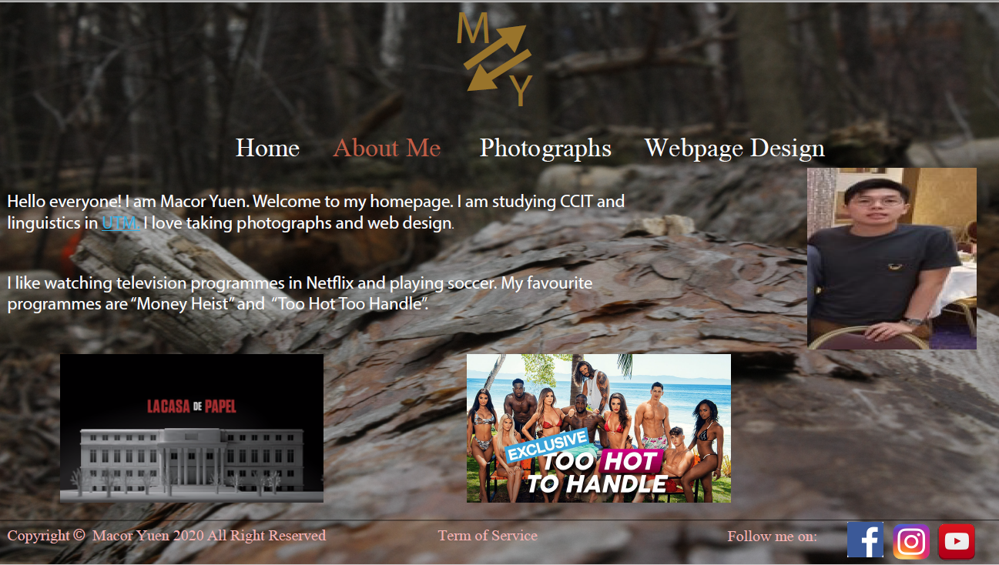 M
Y
Home About Me Photographs Webpage Design
Hello everyone! I am Macor Yuen. Welcome to my homepage. I am studying CCIT and
linguistics in UTM. I love taking photographs and web design.
I like watching television programmes in Netflix and playing soccer. My favourite
programmes are “Money Heist” and “Too Hot Too Handle”.
LACASA DE PAPEL
EXCLUSIVE
TOO HOT
TO HANDLE
Copyright © Macor Yuen 2020 All Right Reserved Term of Service Follow me on: